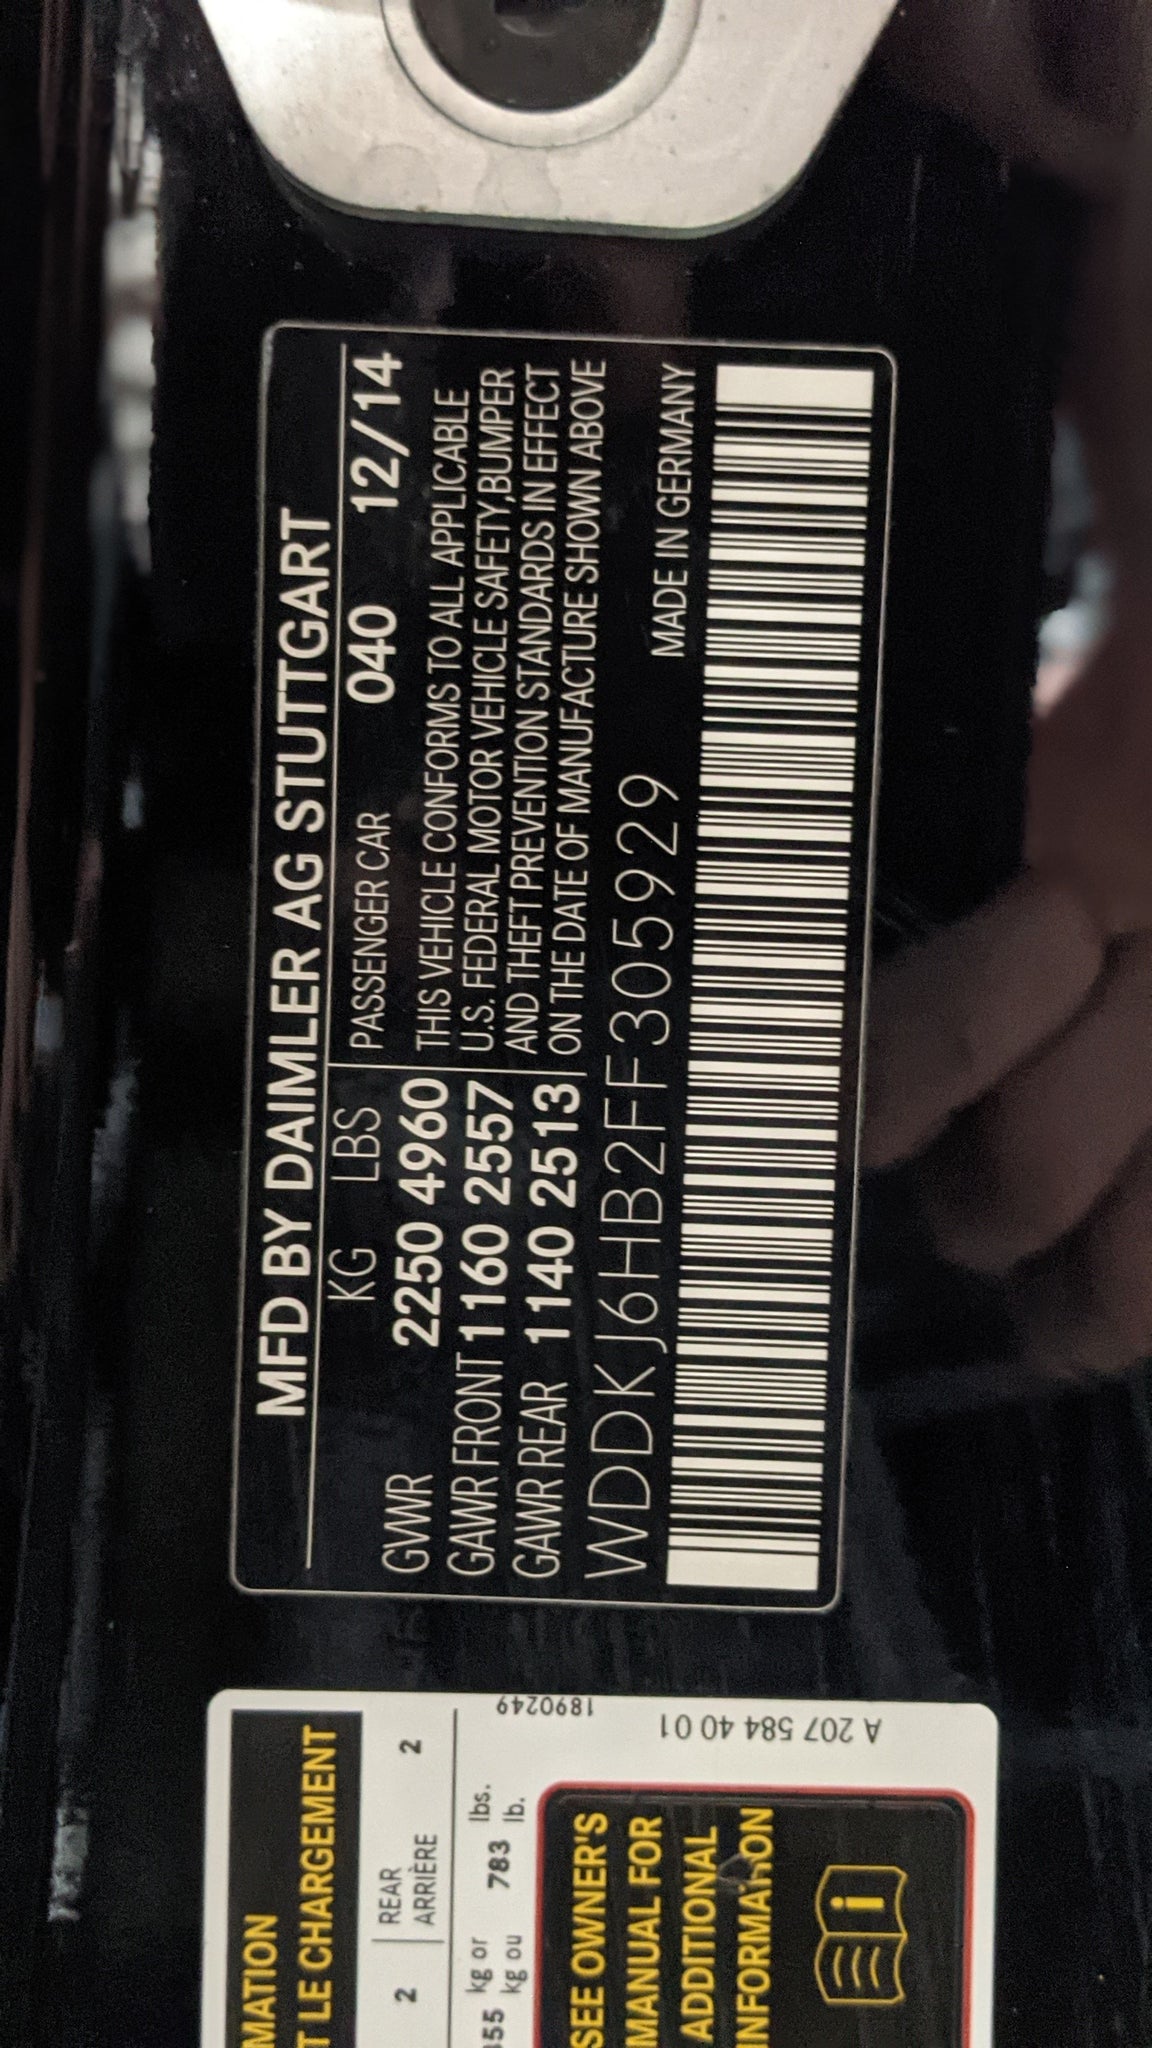 MFD BY DAIMLER AG STUTTGART
KG LBS PASSENGER CAR 040 12/14
GVWR 2250 4960
GAWR FRONT 1160 2557
GAWR REAR 1140 2513
THIS VEHICLE CONFORMS TO ALL APPLICABLE
U.S. FEDERAL MOTOR VEHICLE SAFETY,BUMPER
AND THEFT PREVENTION STANDARDS IN EFFECT
ON THE DATE OF MANUFACTURE SHOWN ABOVE
WDDKJ6HB2FF305929
MADE IN GERMANY
LE CHARGEMENT
2 REAR 2
ARRIÈRE
kg or 783 lbs.
kg ou lb.
SEE OWNER'S
MANUAL FOR
ADDITIONAL
INFORMATION
i
1890249
A 207 584 40 01